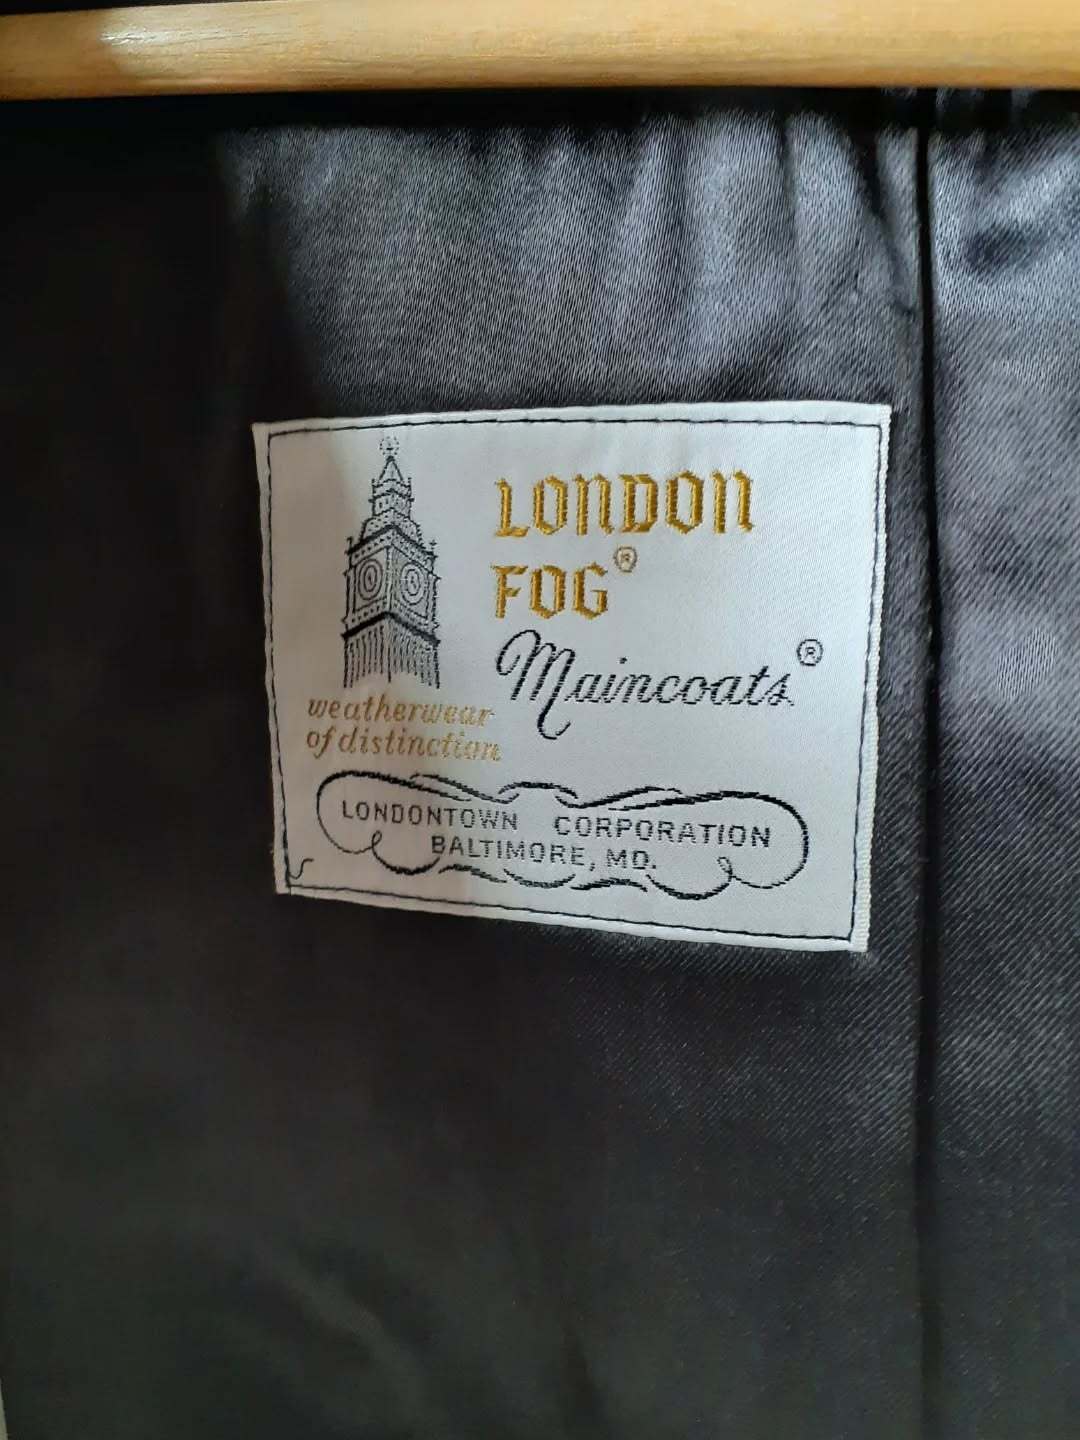 LONDON
FOG®
Maincoats®
weatherwear
of distinction
LONDONTOWN CORPORATION
BALTIMORE, MD.